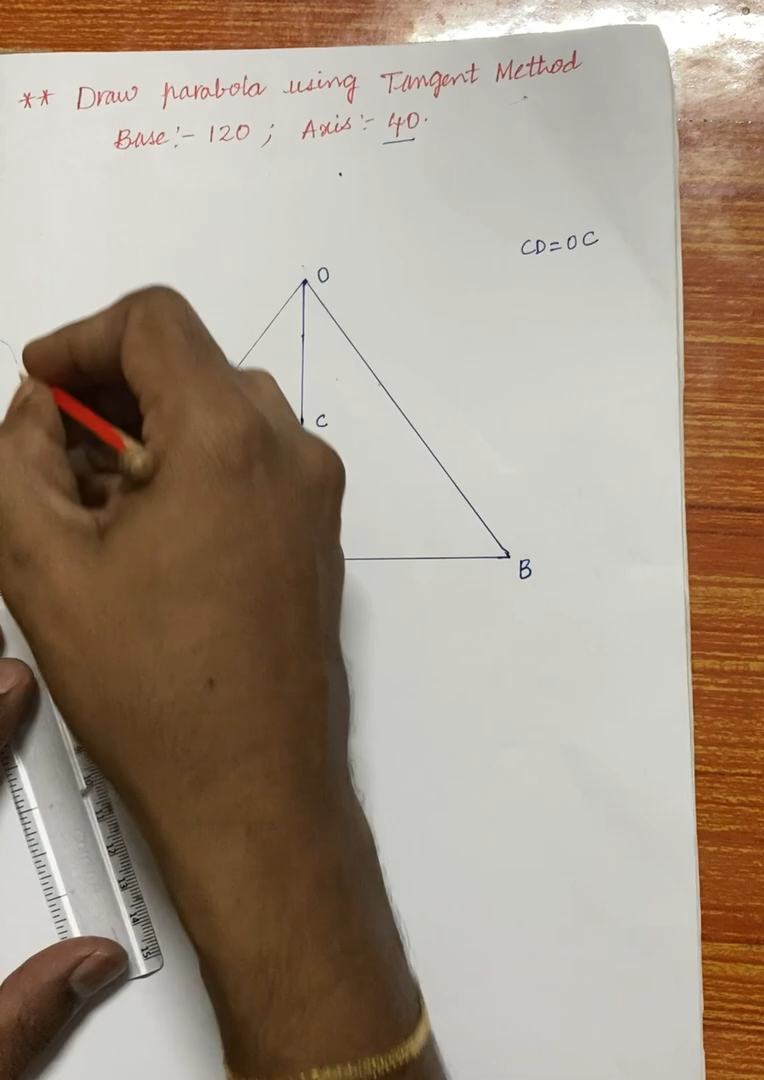 ** Draw parabola using Tangent Method
Base:- 120 ; Axis:- 40.
CD=OC
O
C
B